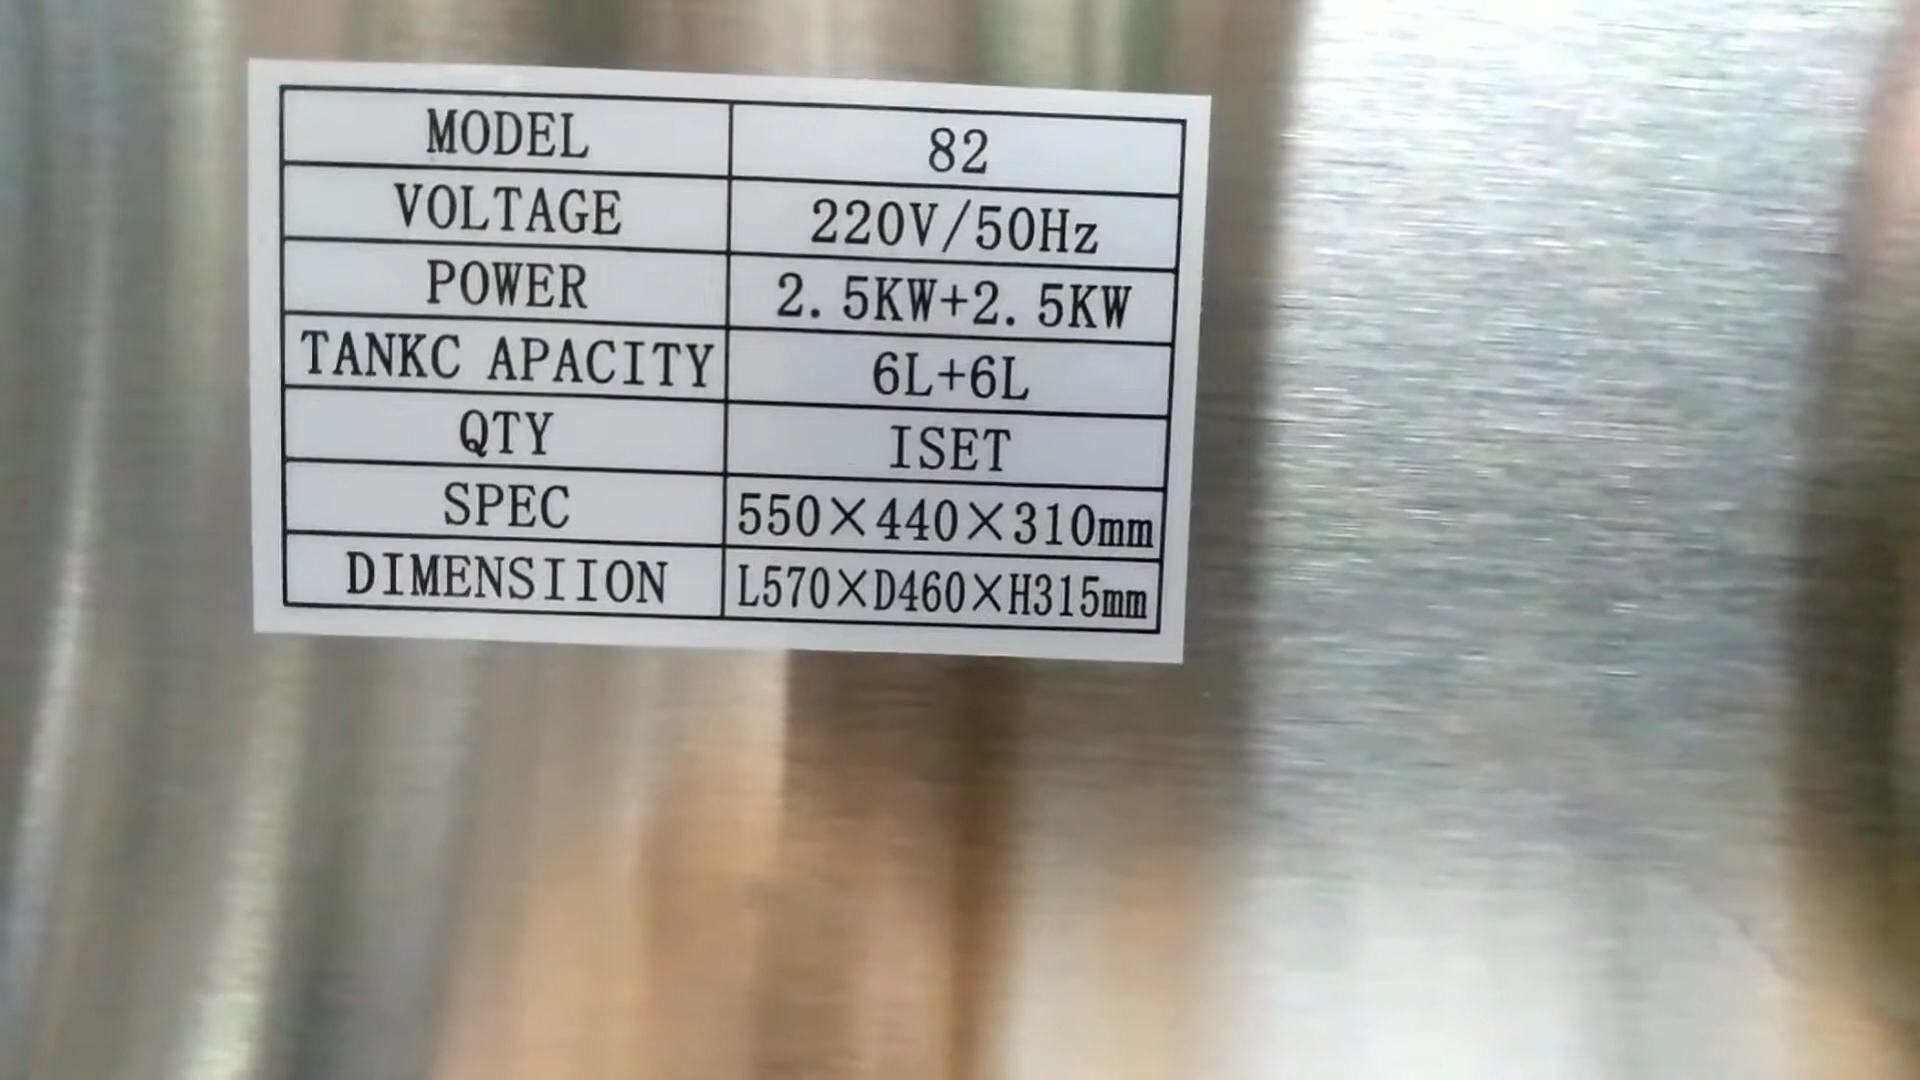 MODEL 82
VOLTAGE 220V/50Hz
POWER 2. 5KW+2. 5KW
TANKC APACITY 6L+6L
QTY ISET
SPEC 550×440×310mm
DIMENSIION L570×D460×H315mm